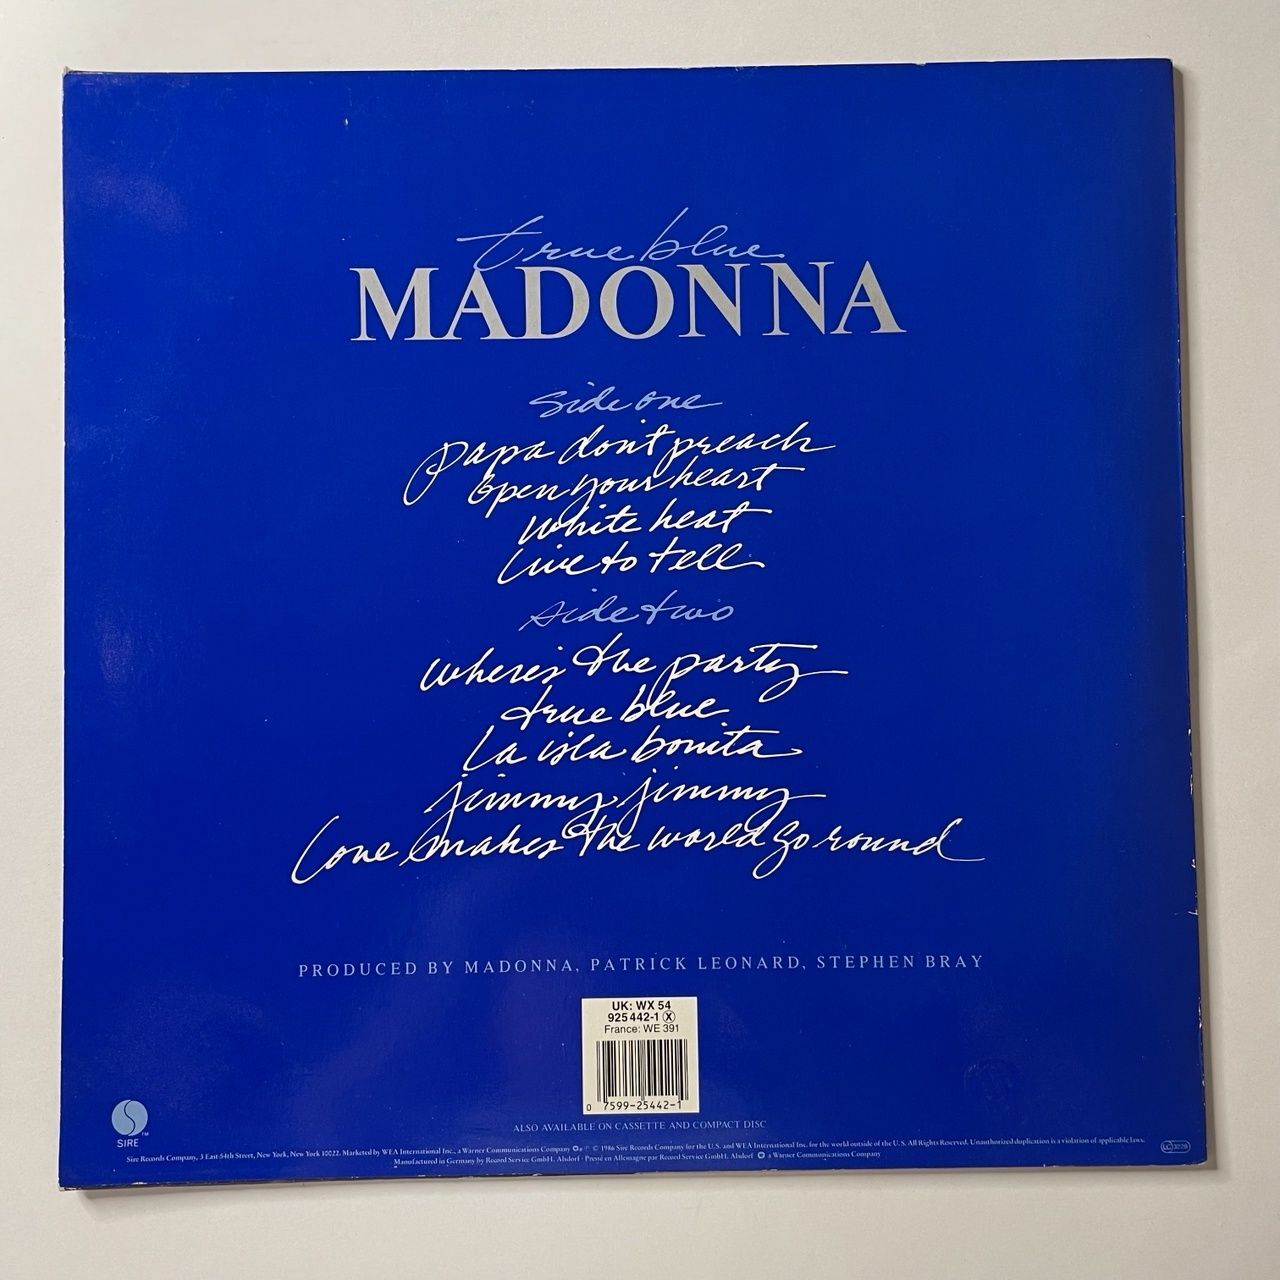 true blue
MADONNA
side one
papa don't preach
open your heart
white heat
live to tell
side two
where's the party
true blue
la isla bonita
jimmy, jimmy
love makes the world go round
PRODUCED BY MADONNA, PATRICK LEONARD, STEPHEN BRAY
UK: WX 54
925 442-1 Ⓧ
France: WE 391
0 7599-25442-1
ALSO AVAILABLE ON CASSETTE AND COMPACT DISC
SIRE ™
Sire Records Company, 3 East 54th Street, New York, New York 10022. Marketed by WEA International Inc., a Warner Communications Company ℗ © 1986 Sire Records Company for the U.S. and WEA International Inc. for the world outside of the U.S. All Rights Reserved. Unauthorized duplication is a violation of applicable laws.
LC 3228
Manufactured in Germany by Record Service GmbH, Alsdorf · Pressé en Allemagne par Record Service GmbH, Alsdorf a Warner Communications Company